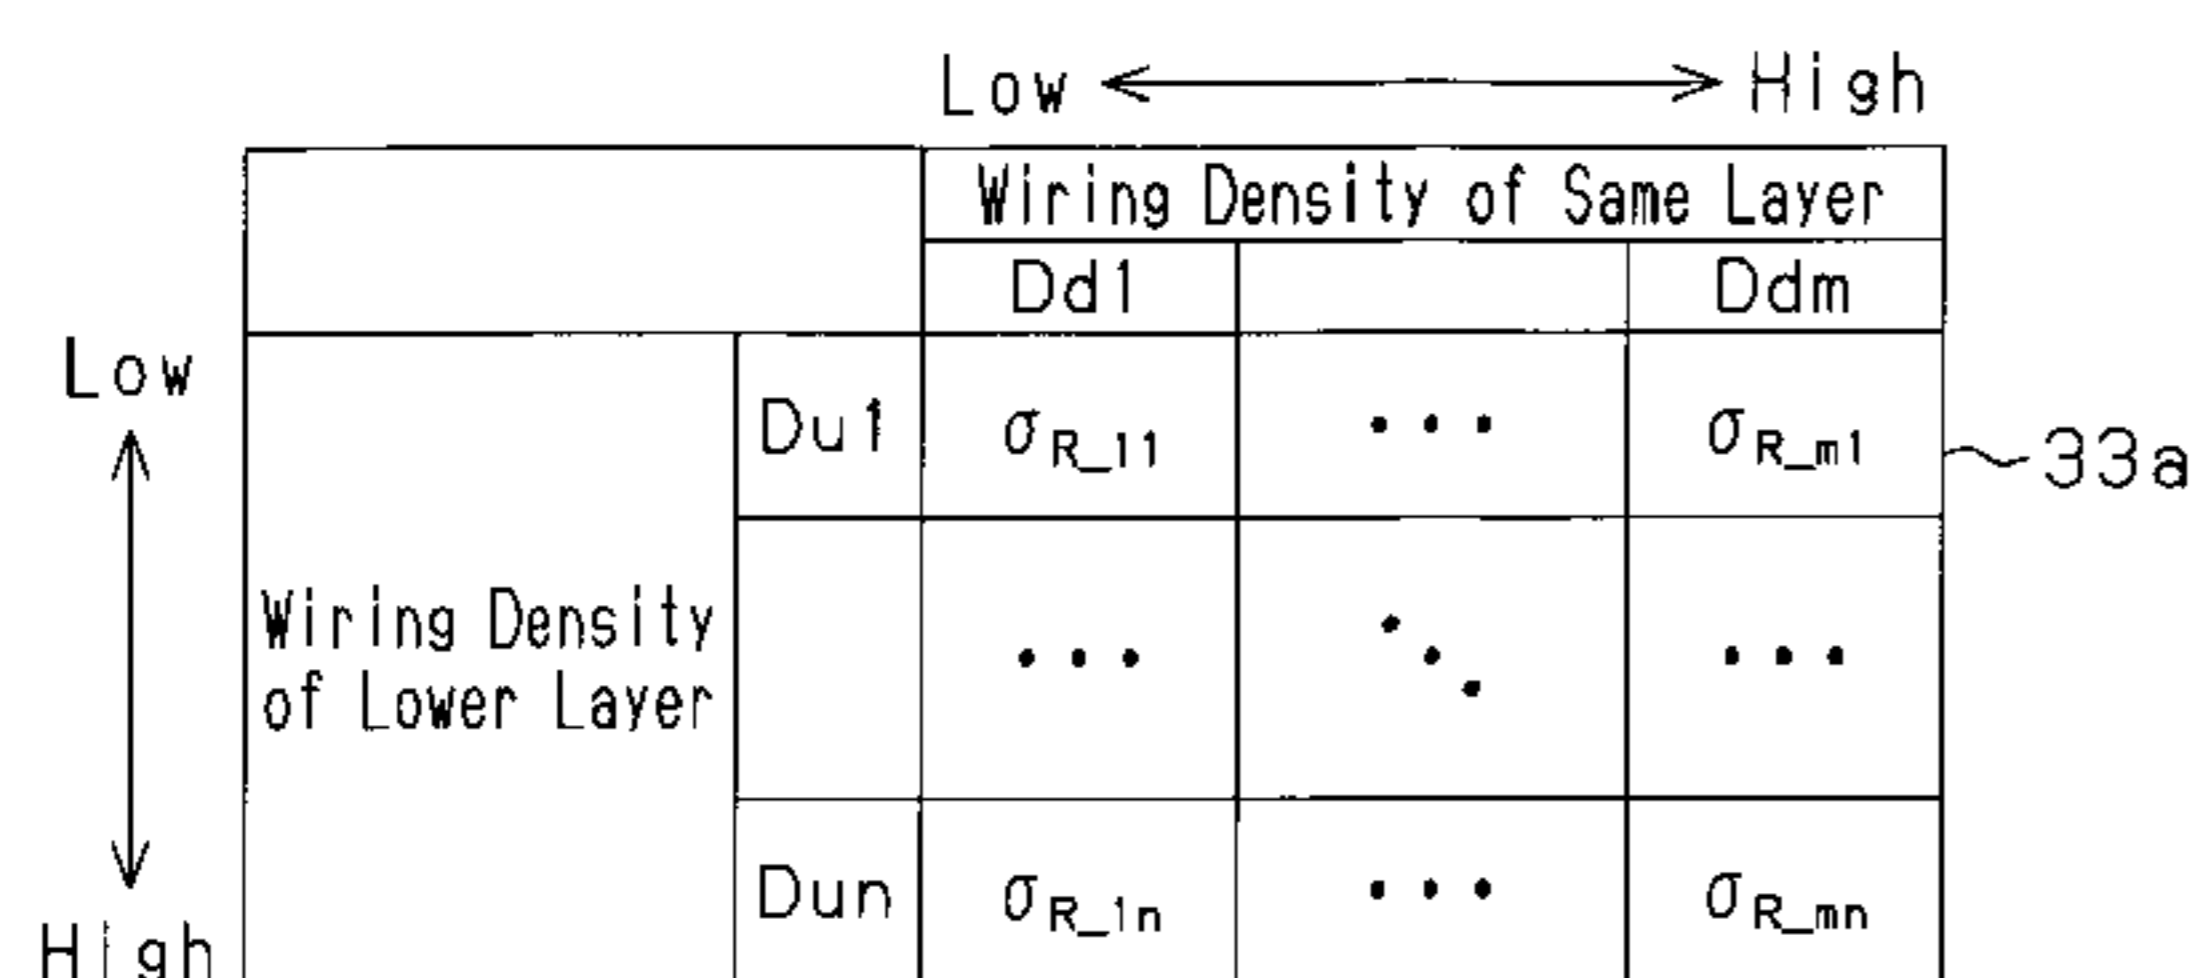 Low High
Wiring Density of Same Layer
Dd1 Ddm
Low
Du1 σR_11 • • • σR_m1 33a
Wiring Density
of Lower Layer
• • • • • • • • •
Dun σR_1n • • • σR_mn
High